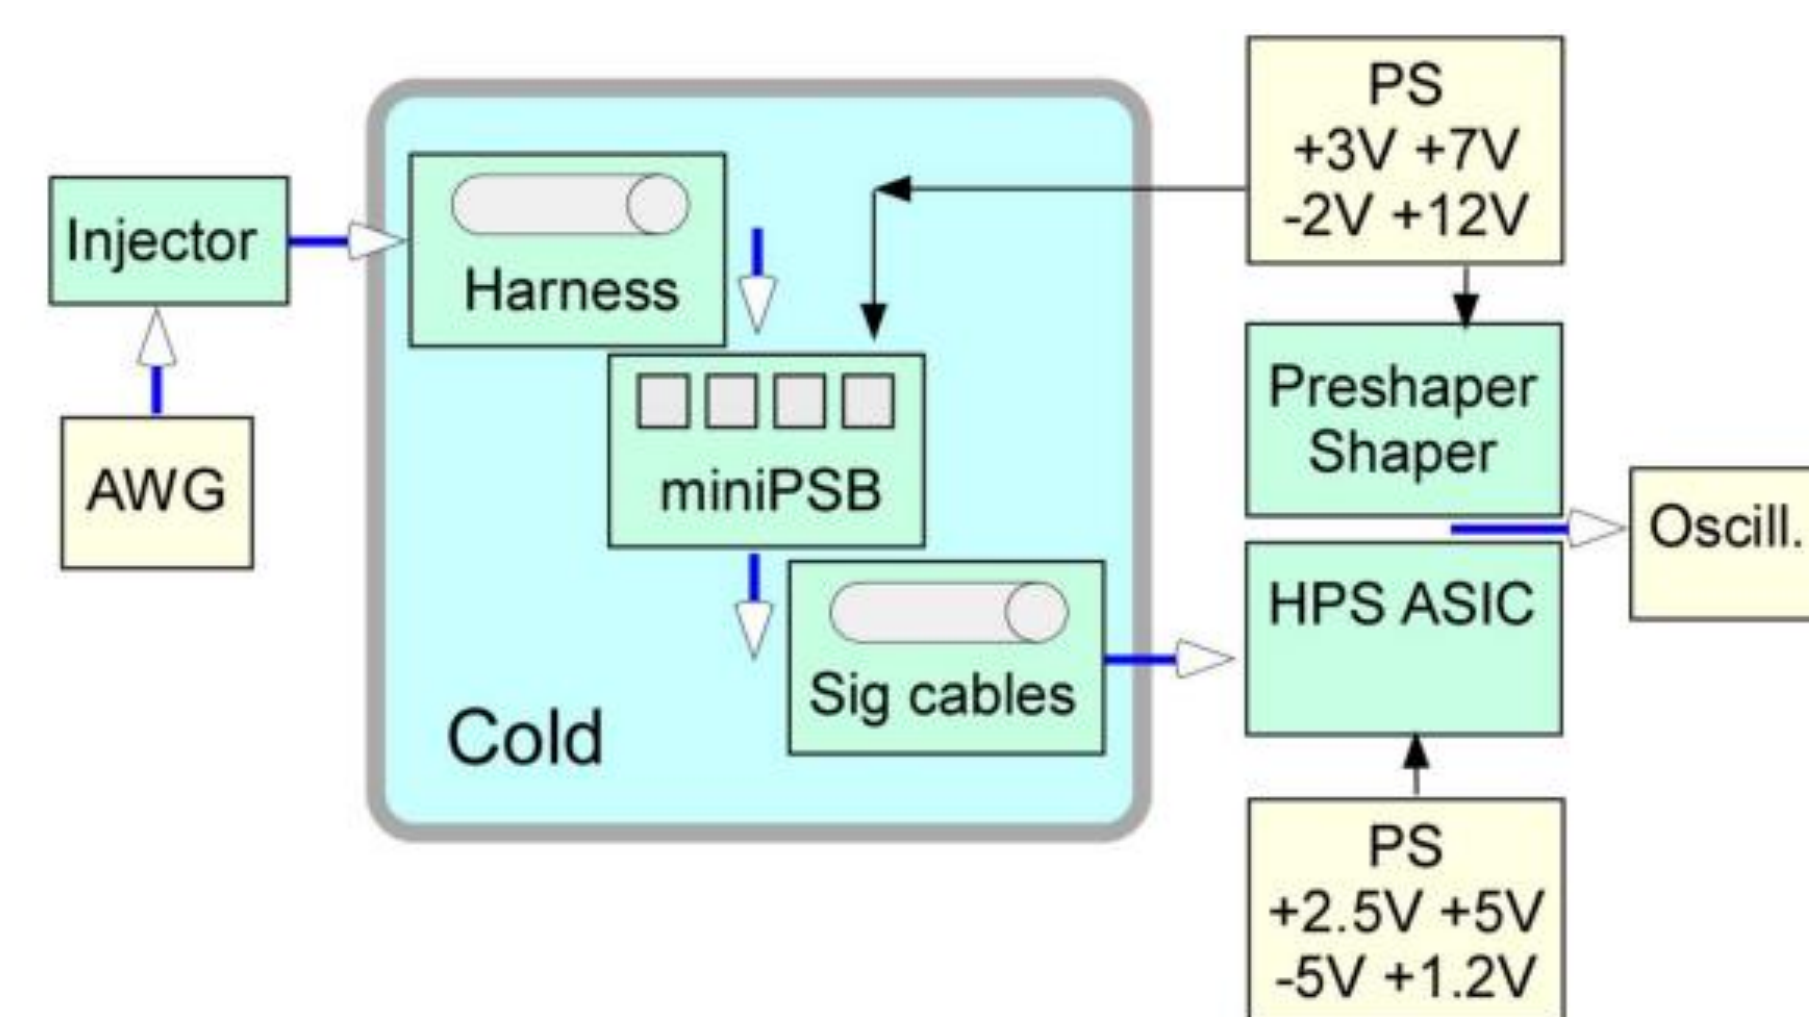 PS
+3V +7V
-2V +12V
Injector
Harness
Preshaper
Shaper
AWG
miniPSB
Oscill.
HPS ASIC
Sig cables
Cold
PS
+2.5V +5V
-5V +1.2V